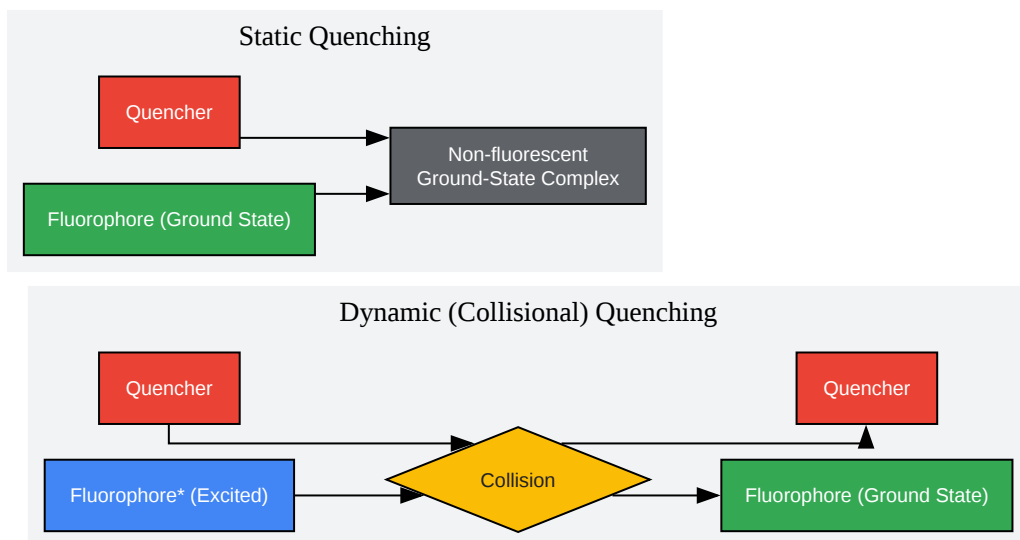 Static Quenching
Quencher
Non-fluorescent
Ground-State Complex
Fluorophore (Ground State)
Dynamic (Collisional) Quenching
Quencher
Quencher
Collision
Fluorophore* (Excited)
Fluorophore (Ground State)